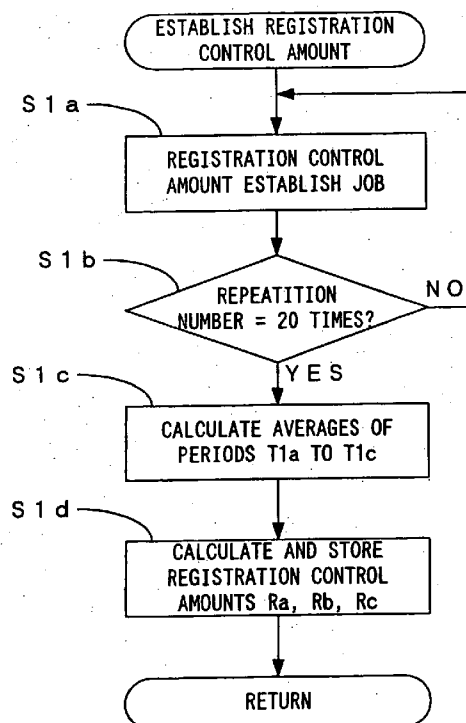 ESTABLISH REGISTRATION
CONTROL AMOUNT
S1a
REGISTRATION CONTROL
AMOUNT ESTABLISH JOB
S1b
REPEATITION
NUMBER = 20 TIMES?
NO
YES
S1c
CALCULATE AVERAGES OF
PERIODS T1a TO T1c
S1d
CALCULATE AND STORE
REGISTRATION CONTROL
AMOUNTS Ra, Rb, Rc
RETURN